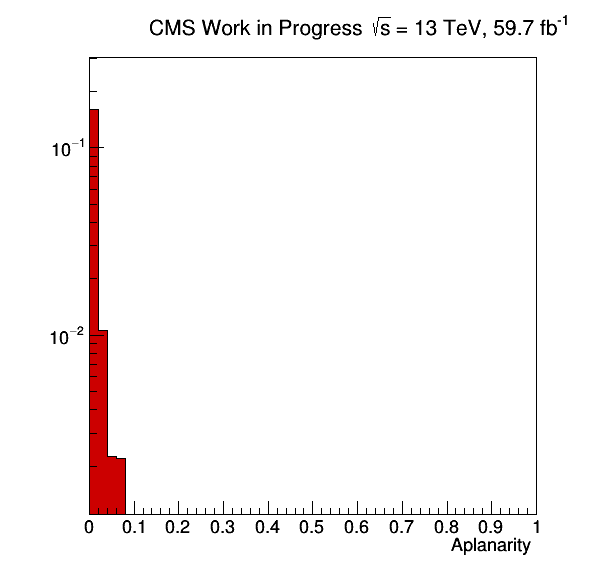 CMS Work in Progress √s = 13 TeV, 59.7 fb⁻¹
10⁻¹
10⁻²
0 0.1 0.2 0.3 0.4 0.5 0.6 0.7 0.8 0.9 1
Aplanarity